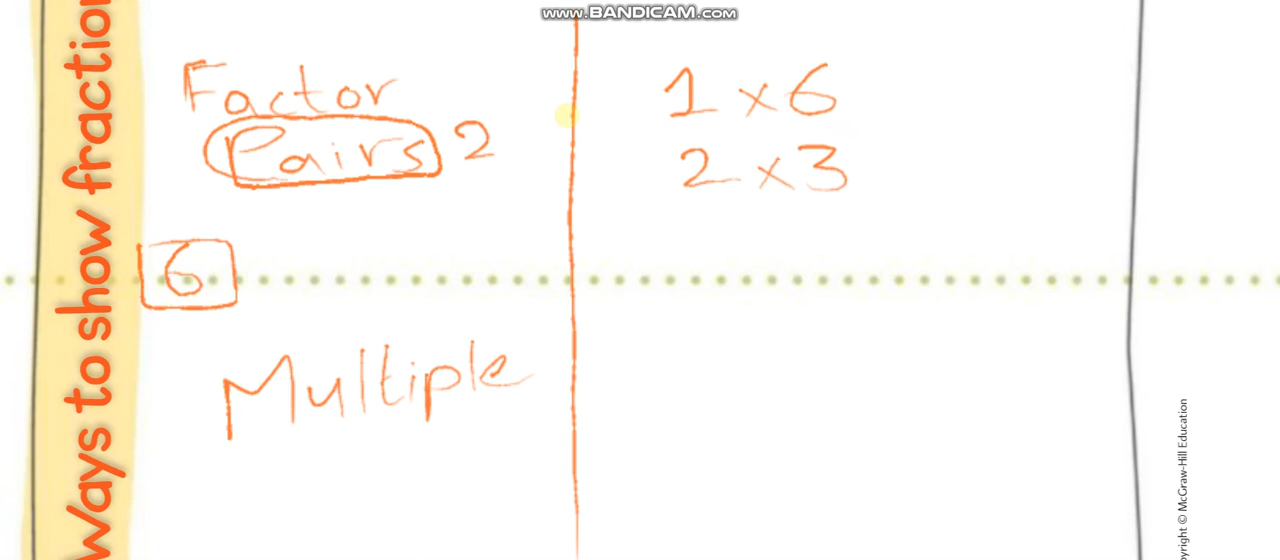 www.BANDICAM.com
Ways to show fraction
Factor
Pairs 2
1 × 6
2 × 3
6
Multiple
yright © McGraw-Hill Education